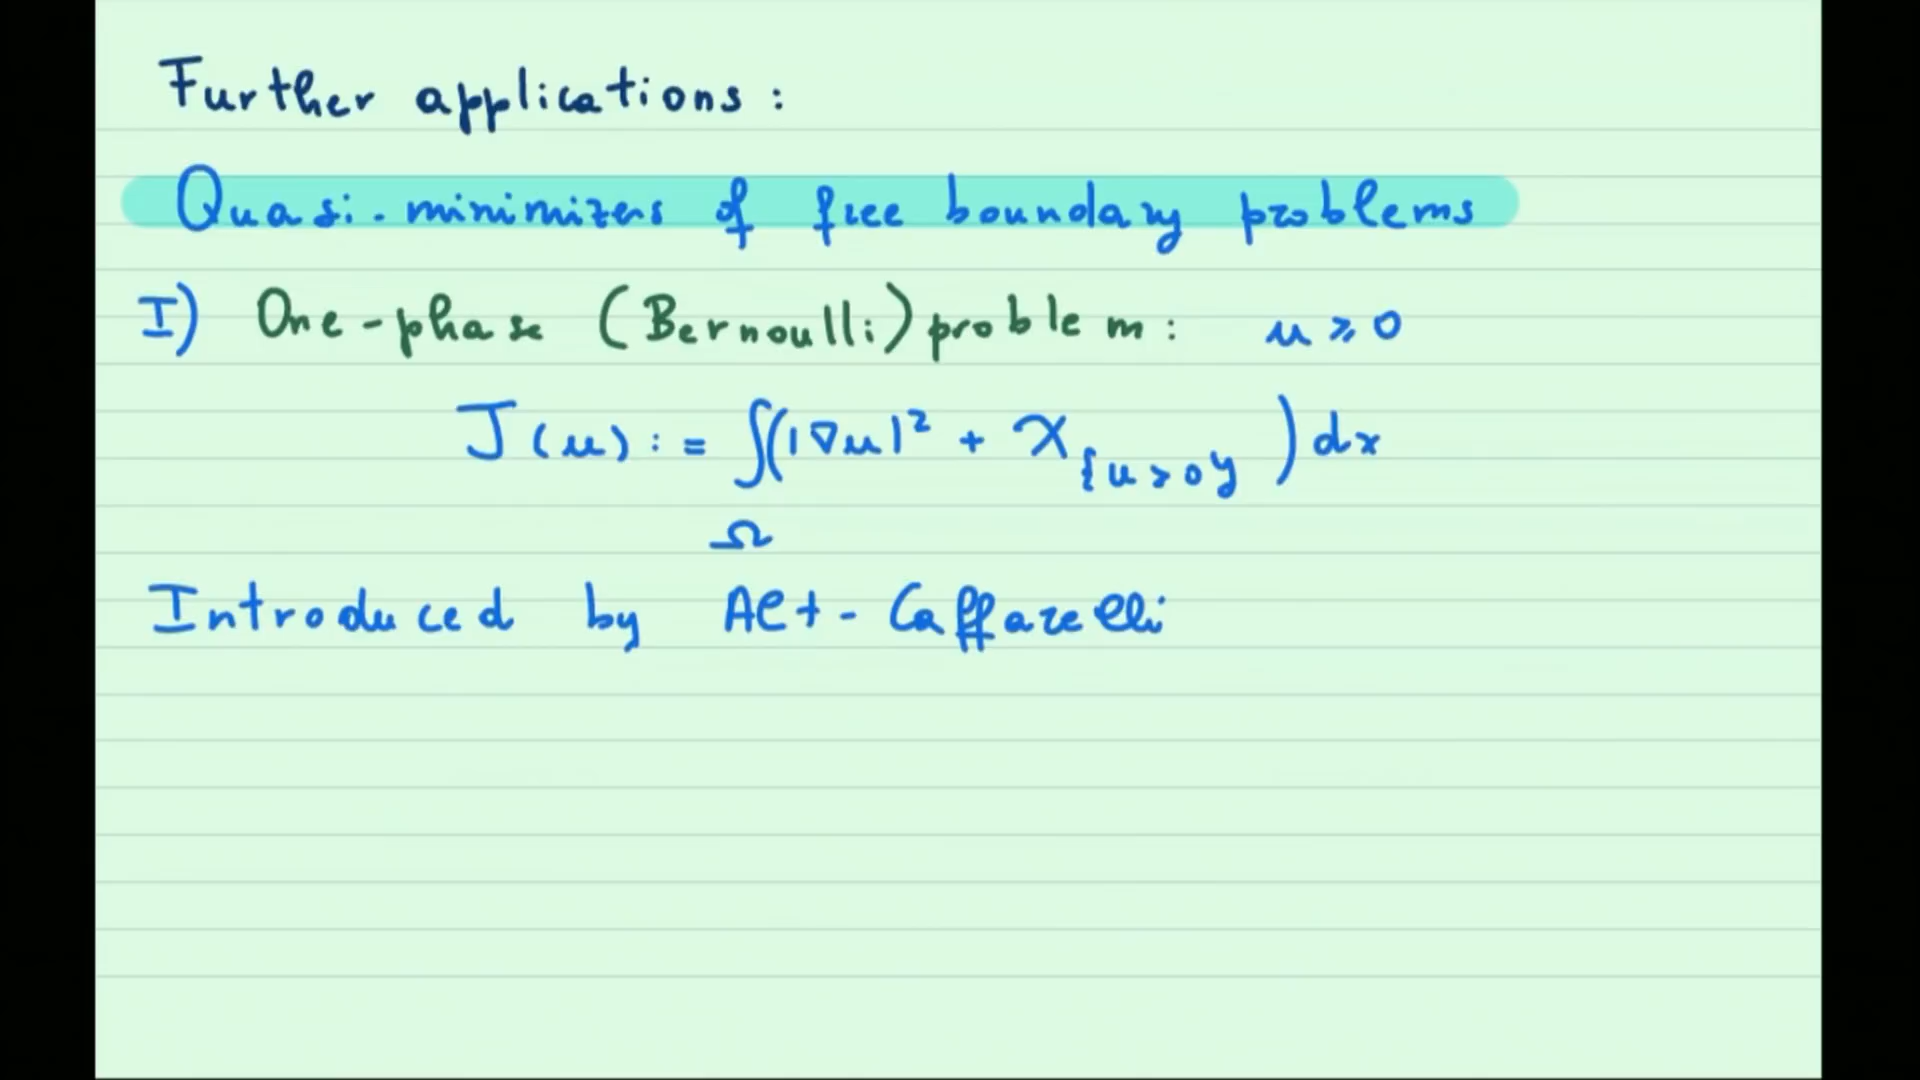 Further applications:
Quasi-minimizers of free boundary problems
I) One-phase (Bernoulli) problem: u ≥ 0
J(u) := ∫(|∇u|² + χ_{u>0}) dx
Ω
Introduced by Alt-Caffarelli